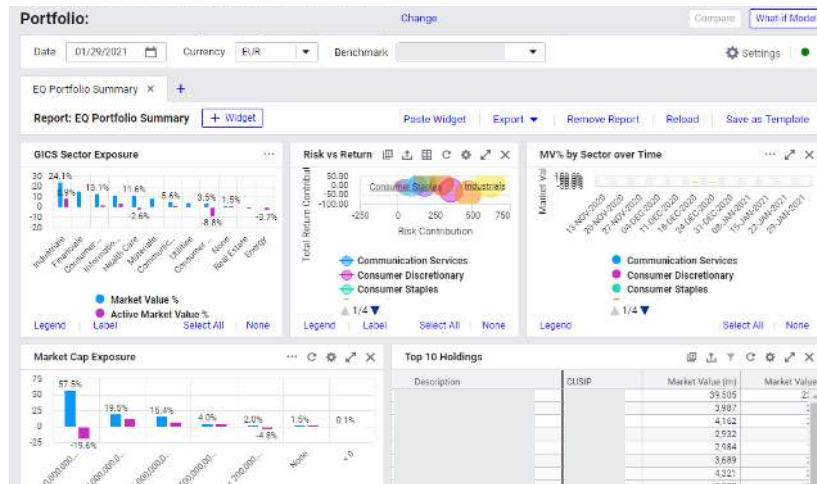 Portfolio: Change Compare What-if Model
Date 01/29/2021 Currency EUR Benchmark Settings
EQ Portfolio Summary × +
Report: EQ Portfolio Summary + Widget Paste Widget Export Remove Report Reload Save as Template
GICS Sector Exposure
30
20
10
0
-10
-20
24.1%
13.1%
11.6%
-2.6%
5.6%
3.5%
-8.8%
1.5%
-3.7%
Industrials
Financials
Consumer ...
Informatio...
Health Care
Materials
Communic...
Utilities
Consumer ...
None
Real Estate
Energy
Market Value %
Active Market Value %
Legend Label Select All None
Risk vs Return
Total Return Contribut
50.00
0.00
-50.00
-100.00
Consumer Staples Industrials
-250 0 250 500 750
Risk Contribution
Communication Services
Consumer Discretionary
Consumer Staples
1/4
Legend Label Select All None
MV% by Sector over Time
Market Val
13-NOV-2020
20-NOV-2020
27-NOV-2020
04-DEC-2020
11-DEC-2020
18-DEC-2020
24-DEC-2020
31-DEC-2020
08-JAN-2021
15-JAN-2021
22-JAN-2021
29-JAN-2021
Communication Services
Consumer Discretionary
Consumer Staples
1/4
Legend Select All None
Market Cap Exposure
75
50
25
0
-25
57.5%
-19.6%
19.5%
15.4%
4.0%
2.0%
-4.8%
1.5%
0.1%
None
< 0
Top 10 Holdings
Description CUSIP Market Value (m) Market Value
39,505
3,987
4,162
2,932
2,984
3,689
4,321